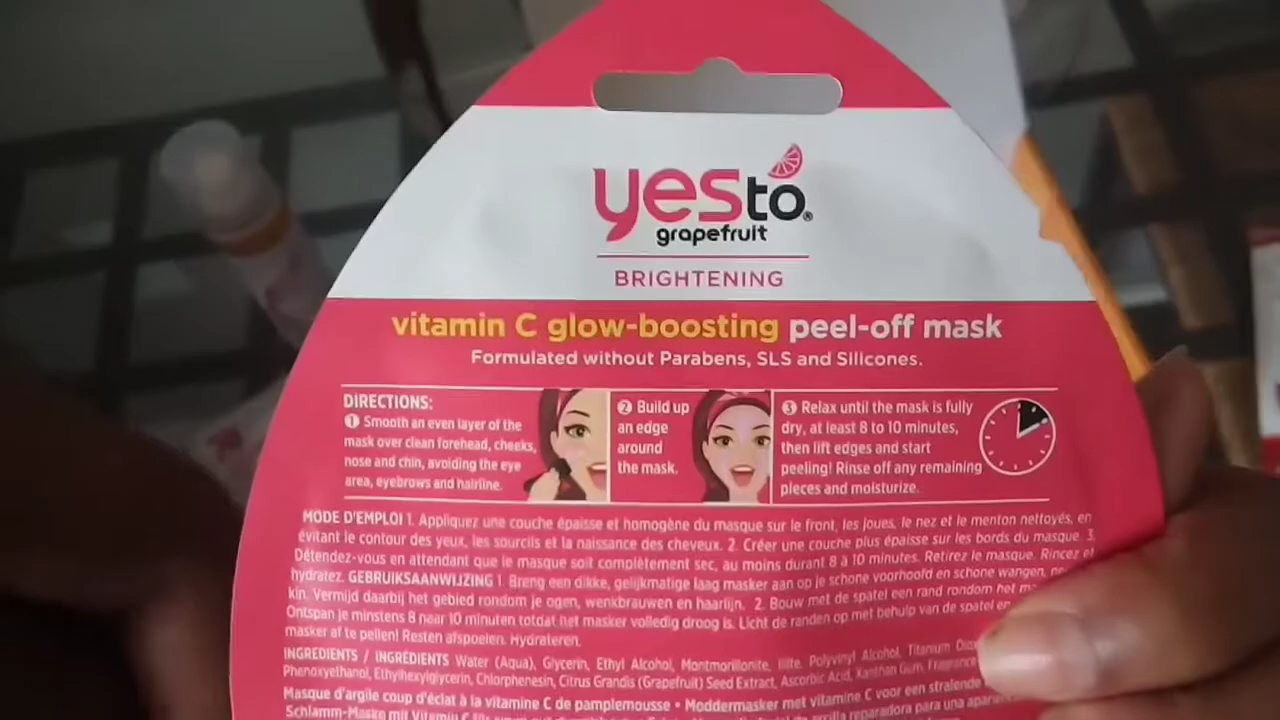 yesto®
grapefruit
BRIGHTENING
vitamin C glow-boosting peel-off mask
Formulated without Parabens, SLS and Silicones.
DIRECTIONS:
1 Smooth an even layer of the
mask over clean forehead, cheeks,
nose and chin, avoiding the eye
area, eyebrows and hairline.
2 Build up
an edge
around
the mask.
3 Relax until the mask is fully
dry, at least 8 to 10 minutes,
then lift edges and start
peeling! Rinse off any remaining
pieces and moisturize.
MODE D'EMPLOI 1. Appliquez une couche épaisse et homogène du masque sur le front, les joues, le nez et le menton nettoyés, en
évitant le contour des yeux, les sourcils et la naissance des cheveux. 2. Créer une couche plus épaisse sur les bords du masque. 3.
Détendez-vous en attendant que le masque soit complètement sec, au moins durant 8 à 10 minutes. Retirez le masque. Rincez et
hydratez. GEBRUIKSAANWIJZING 1. Breng een dikke, gelijkmatige laag masker aan op je schone voorhoofd en schone wangen,
kin. Vermijd daarbij het gebied rondom je ogen, wenkbrauwen en haarlijn. 2. Bouw met de spatel een rand rondom het
Ontspan je minstens 8 naar 10 minuten totdat het masker volledig droog is. Licht de randen op met behulp van de spatel en
masker af te pellen! Resten afspoelen. Hydrateren.
INGREDIENTS / INGRÉDIENTS Water (Aqua), Glycerin, Ethyl Alcohol, Montmorillonite, Illite, Polyvinyl Alcohol, Titanium
Phenoxyethanol, Ethylhexylglycerin, Chlorphenesin, Citrus Grandis (Grapefruit) Seed Extract, Ascorbic Acid, Xanthan Gum, Fragrance
Masque d'argile coup d'éclat à la vitamine C de pamplemousse • Moddermasker met vitamine C voor een stralende
Schlamm-Maske mit Vitamin C für